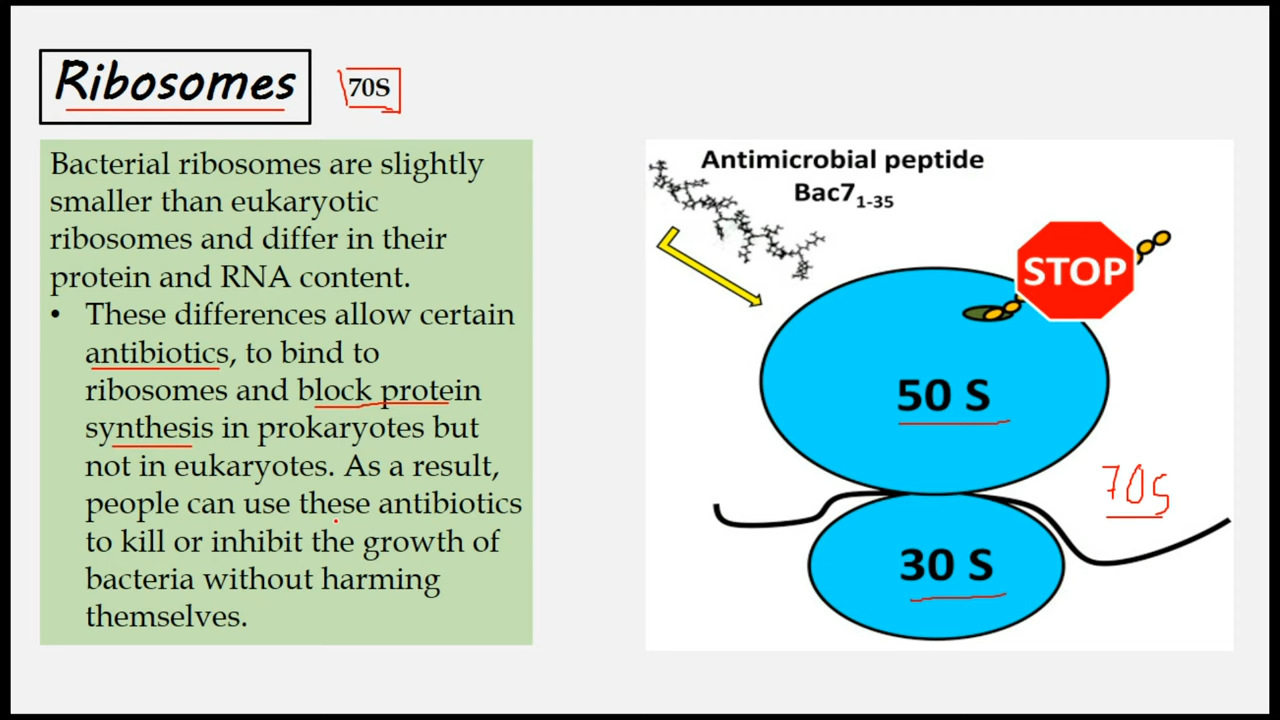 Ribosomes
70S
Bacterial ribosomes are slightly
smaller than eukaryotic
ribosomes and differ in their
protein and RNA content.
• These differences allow certain
antibiotics, to bind to
ribosomes and block protein
synthesis in prokaryotes but
not in eukaryotes. As a result,
people can use these antibiotics
to kill or inhibit the growth of
bacteria without harming
themselves.
Antimicrobial peptide
Bac7₁₋₃₅
STOP
50 S
70s
30 S